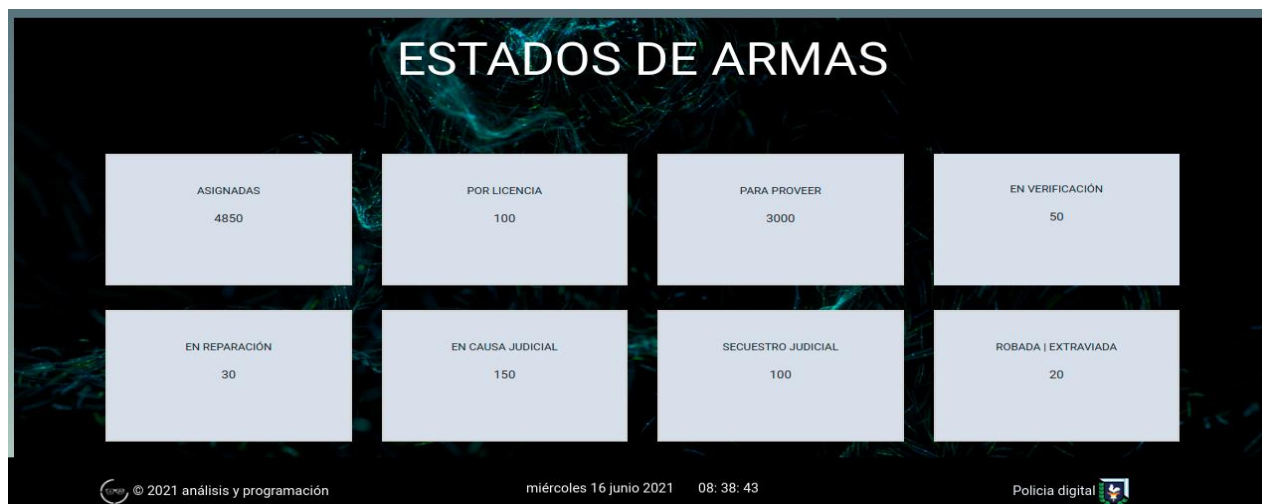 ESTADOS DE ARMAS
ASIGNADAS
4850
POR LICENCIA
100
PARA PROVEER
3000
EN VERIFICACIÓN
50
EN REPARACIÓN
30
EN CAUSA JUDICIAL
150
SECUESTRO JUDICIAL
100
ROBADA | EXTRAVIADA
20
© 2021 análisis y programación
miércoles 16 junio 2021 08: 38: 43
Policia digital